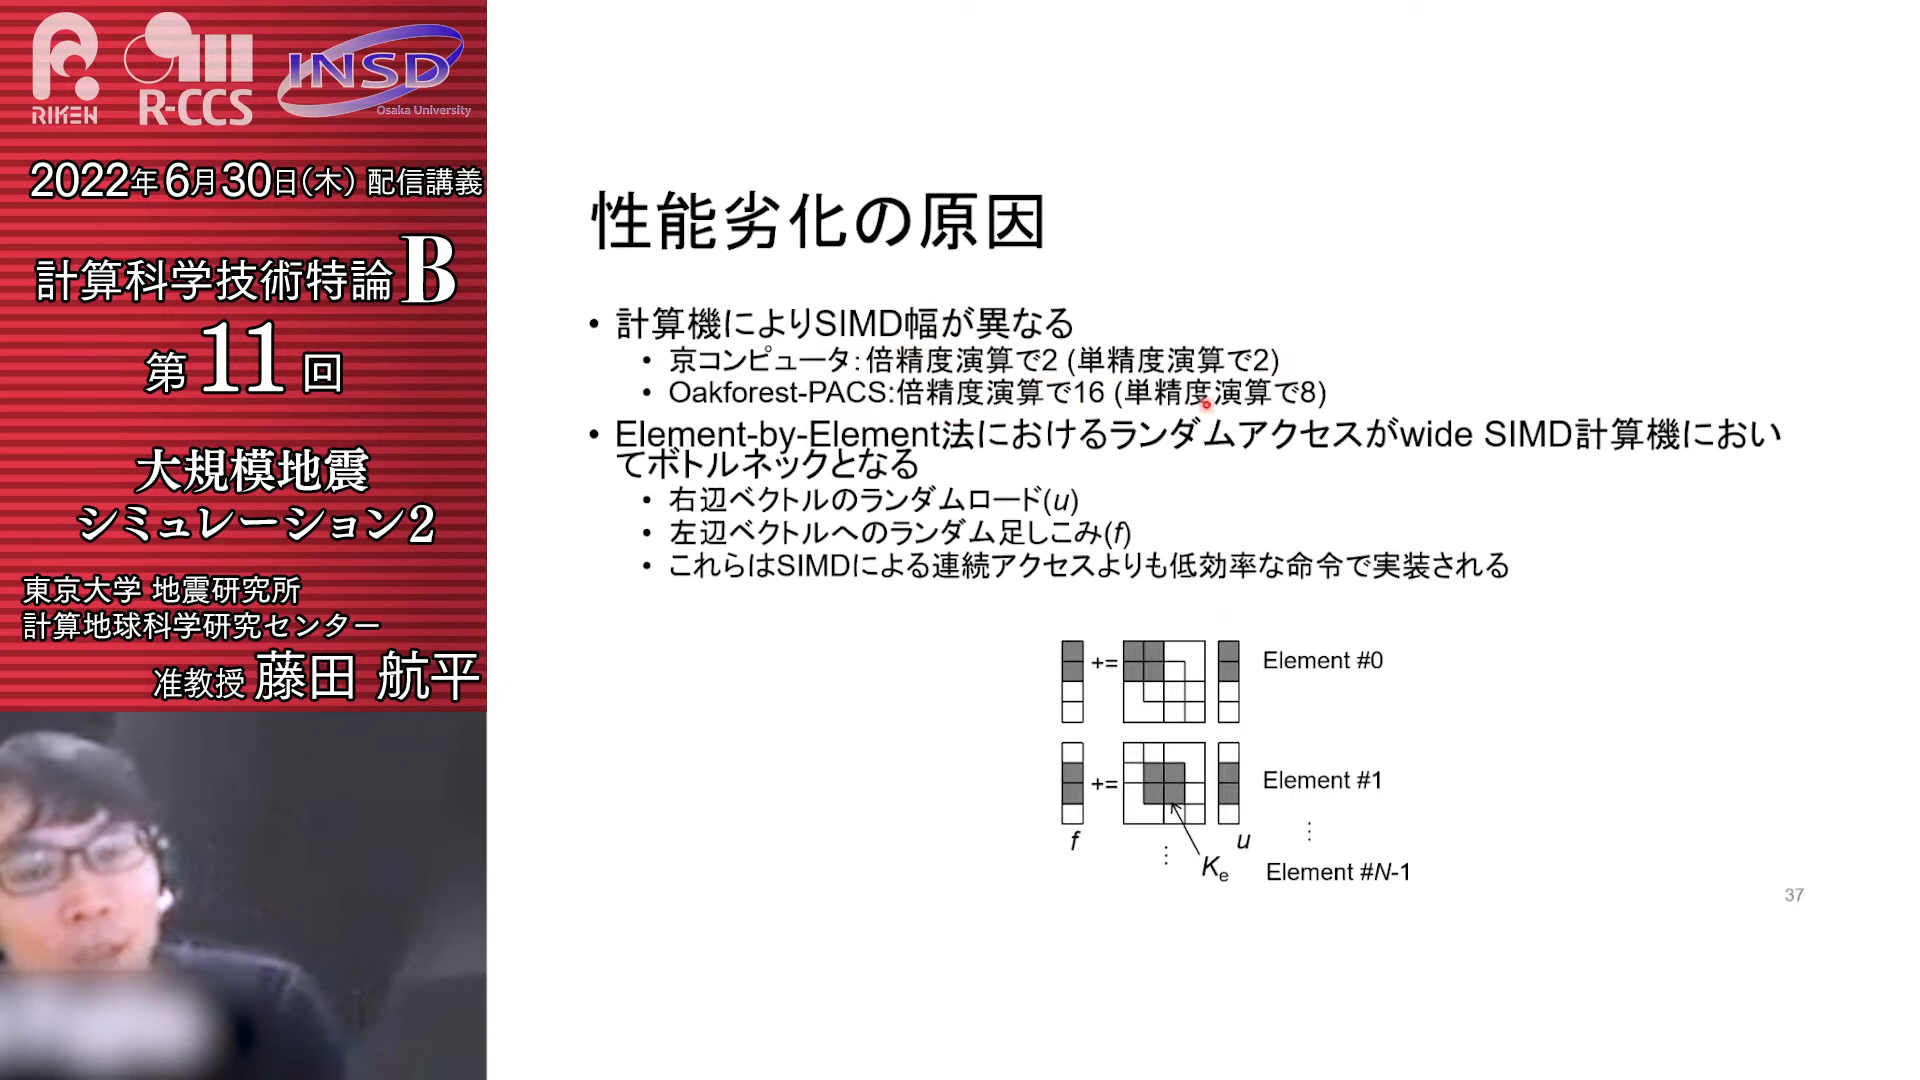 RIKEN
R-CCS
INSD
Osaka University
2022年6月30日(木) 配信講義
計算科学技術特論B
第11回
大規模地震
シミュレーション2
東京大学 地震研究所
計算地球科学研究センター
准教授 藤田 航平
性能劣化の原因
• 計算機によりSIMD幅が異なる
• 京コンピュータ:倍精度演算で2 (単精度演算で2)
• Oakforest-PACS:倍精度演算で16 (単精度演算で8)
• Element-by-Element法におけるランダムアクセスがwide SIMD計算機におい
てボトルネックとなる
• 右辺ベクトルのランダムロード(u)
• 左辺ベクトルへのランダム足しこみ(f)
• これらはSIMDによる連続アクセスよりも低効率な命令で実装される
+= Element #0
+= Element #1
f ⋮ Ke u ⋮
Element #N-1
37